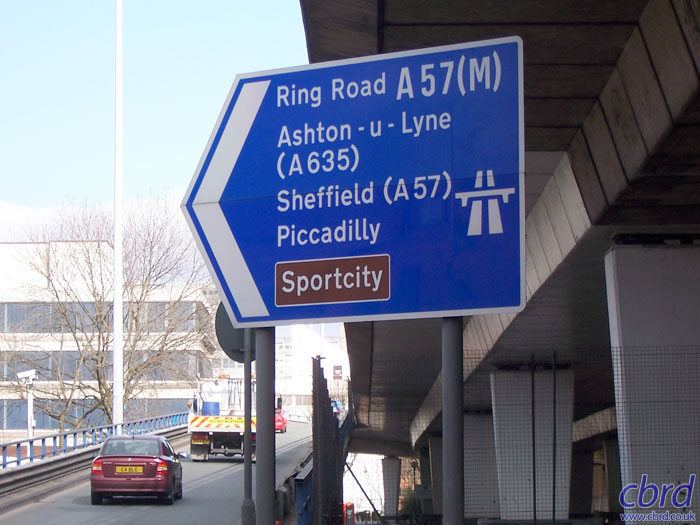 Ring Road A57(M)
Ashton-u-Lyne
(A635)
Sheffield (A57)
Piccadilly
Sportcity
cbrd
www.cbrd.co.uk